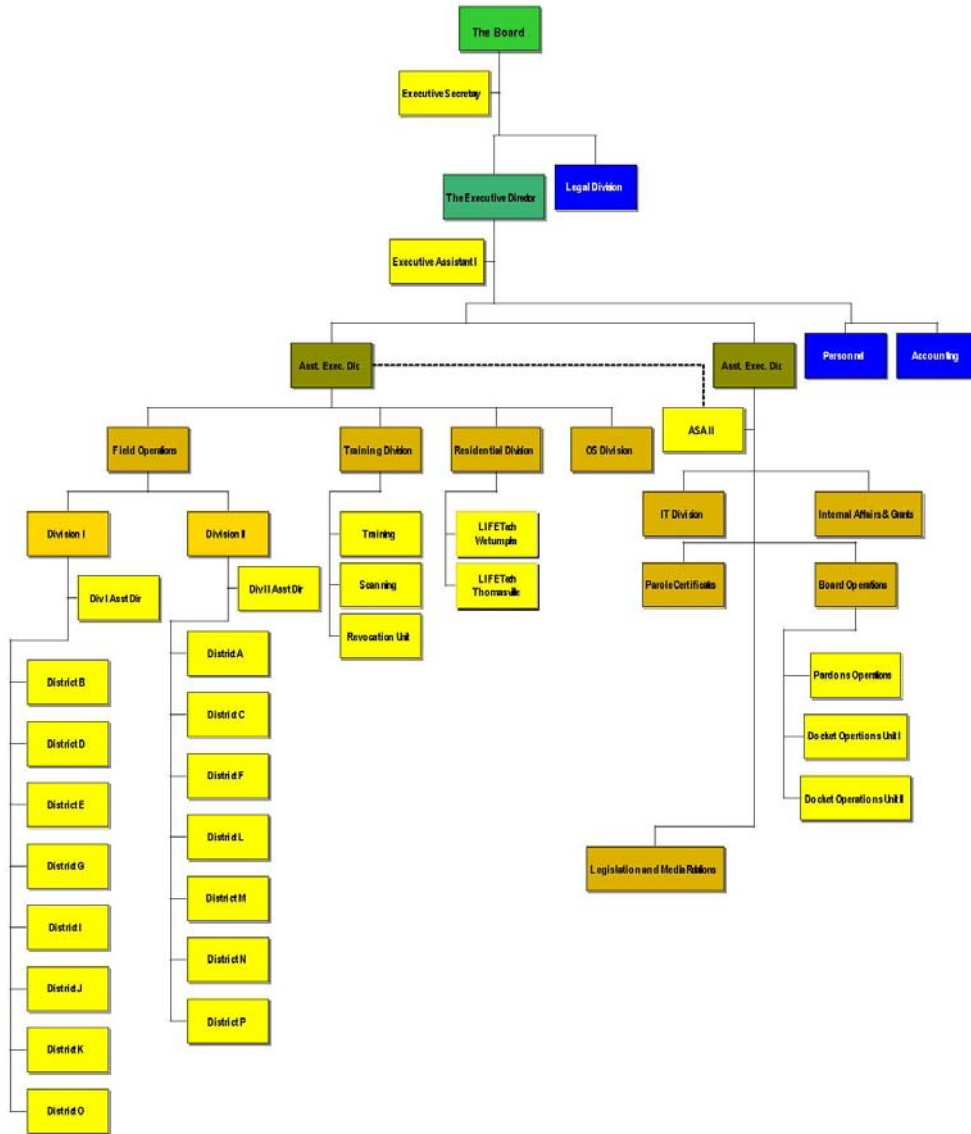 The Board
Executive Secretary
The Executive Director
Legal Division
Executive Assistant I
Asst. Exec. Dir.
Asst. Exec. Dir.
Personnel
Accounting
ASA II
Field Operations
Training Division
Residential Division
OS Division
IT Division
Internal Affairs & Grants
Division I
Division II
Training
LIFETech
Wetumpka
Div I Asst Dir
Div II Asst Dir
Scanning
LIFETech
Thomasville
Parole Certificates
Board Operations
Revocation Unit
District A
District B
District C
District D
District E
District F
District G
District I
District J
District K
District L
District M
District N
District O
District P
Pardons Operations
Docket Opertions Unit I
Docket Operations Unit II
Legislation and Media Relations